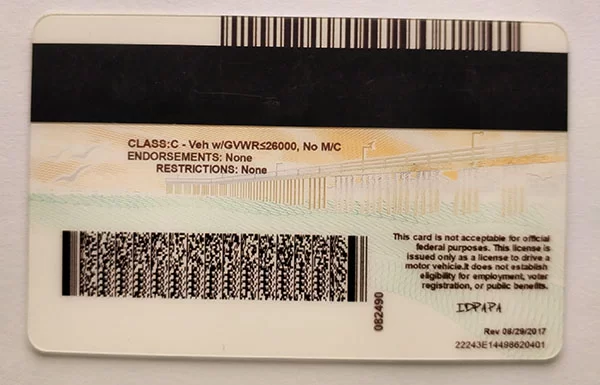 CLASS:C - Veh w/GVWR≤26000, No M/C
ENDORSEMENTS: None
RESTRICTIONS: None
This card is not acceptable for official
federal purposes. This license is
issued only as a license to drive a
motor vehicle.It does not establish
eligibility for employment, voter
registration, or public benefits.
082490
IDPAPA
Rev 08/29/2017
22243E14498620401